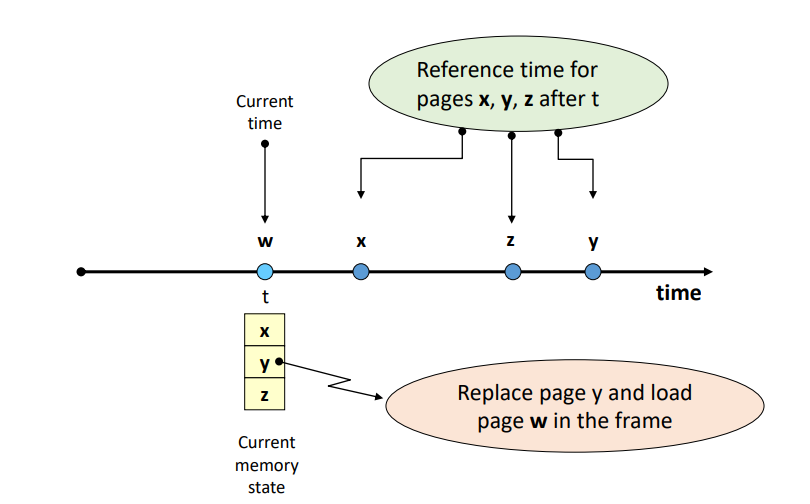 Reference time for
pages x, y, z after t
Current
time
w
x
z
y
t
time
x
y
z
Replace page y and load
page w in the frame
Current
memory
state